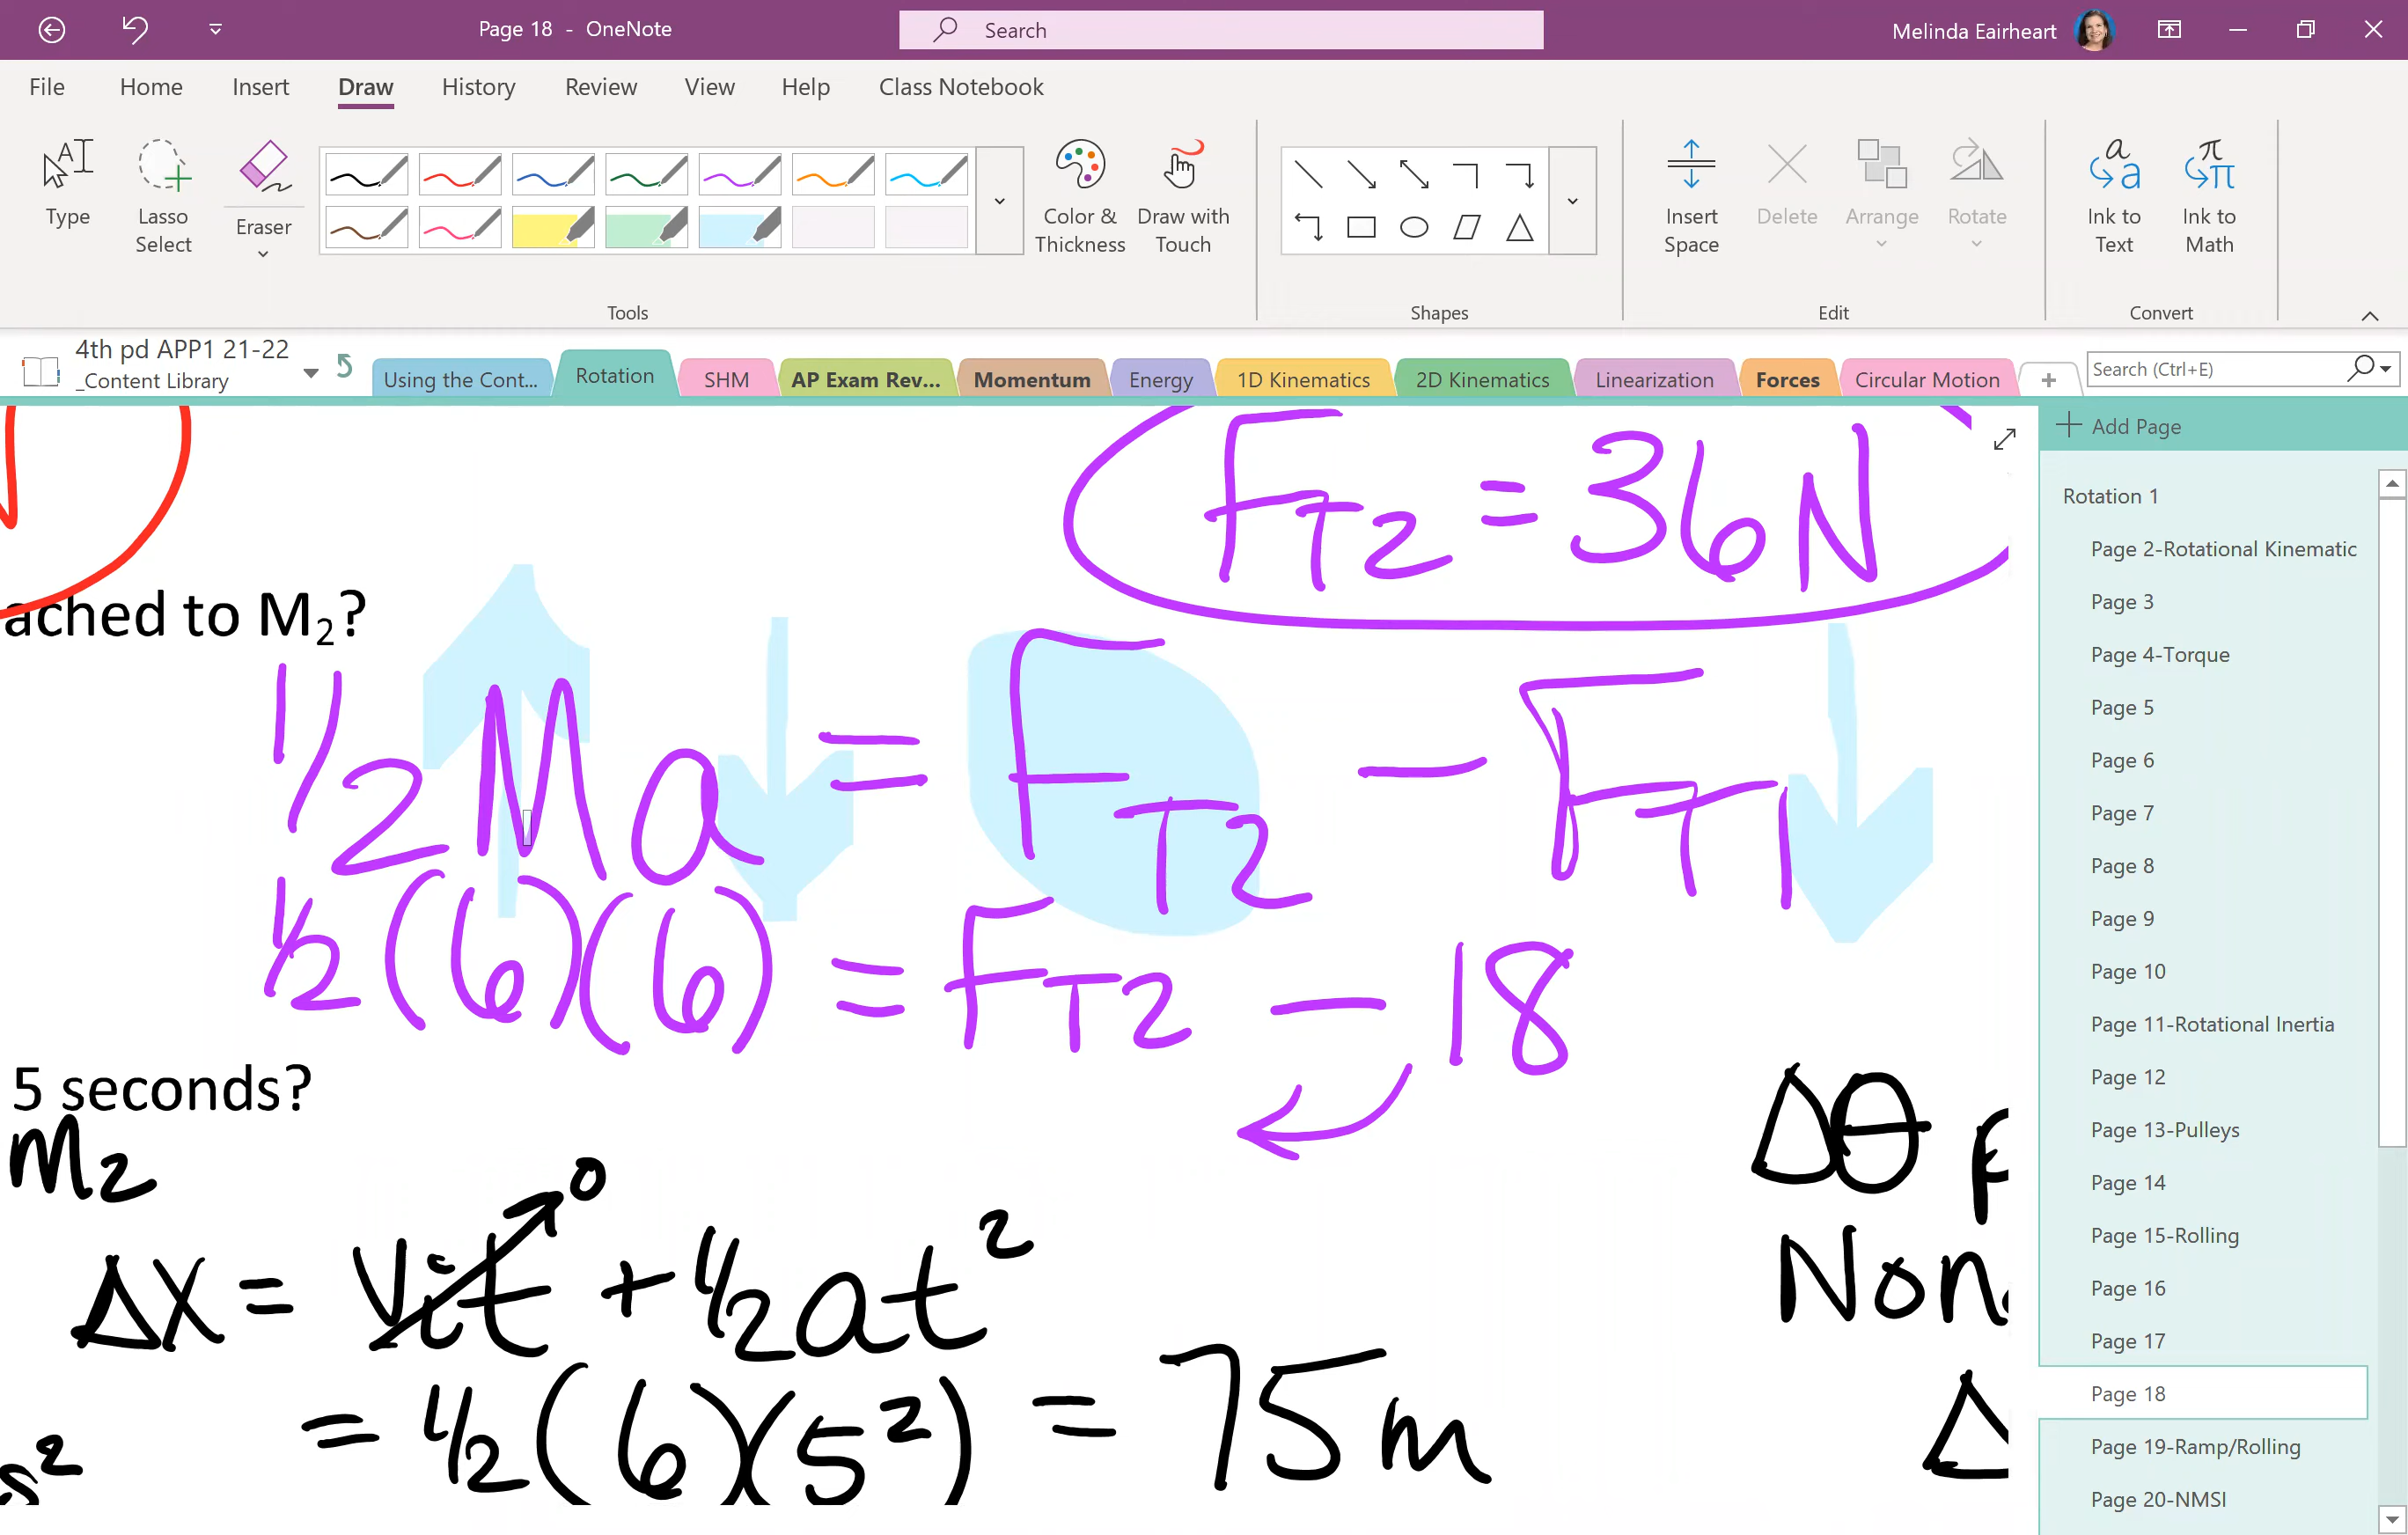 Page 18 - OneNote
Search
Melinda Eairheart
File Home Insert Draw History Review View Help Class Notebook
Type
Lasso Select
Eraser
Color & Thickness
Draw with Touch
Insert Space
Delete
Arrange
Rotate
Ink to Text
Ink to Math
Tools
Shapes
Edit
Convert
4th pd APP1 21-22
_Content Library
Using the Cont...
Rotation
SHM
AP Exam Rev...
Momentum
Energy
1D Kinematics
2D Kinematics
Linearization
Forces
Circular Motion
Search (Ctrl+E)
F_T2 = 36N
ached to M₂?
1/2 Ma = F_T2 − F_T1
1/2 (6)(6) = F_T2 − 18
5 seconds?
M2
Δθ
ΔX = Vit⁰ + 1/2 at²
Non
= 1/2 (6)(5²) = 75m
Δ
s²
Add Page
Rotation 1
Page 2-Rotational Kinematic
Page 3
Page 4-Torque
Page 5
Page 6
Page 7
Page 8
Page 9
Page 10
Page 11-Rotational Inertia
Page 12
Page 13-Pulleys
Page 14
Page 15-Rolling
Page 16
Page 17
Page 18
Page 19-Ramp/Rolling
Page 20-NMSI